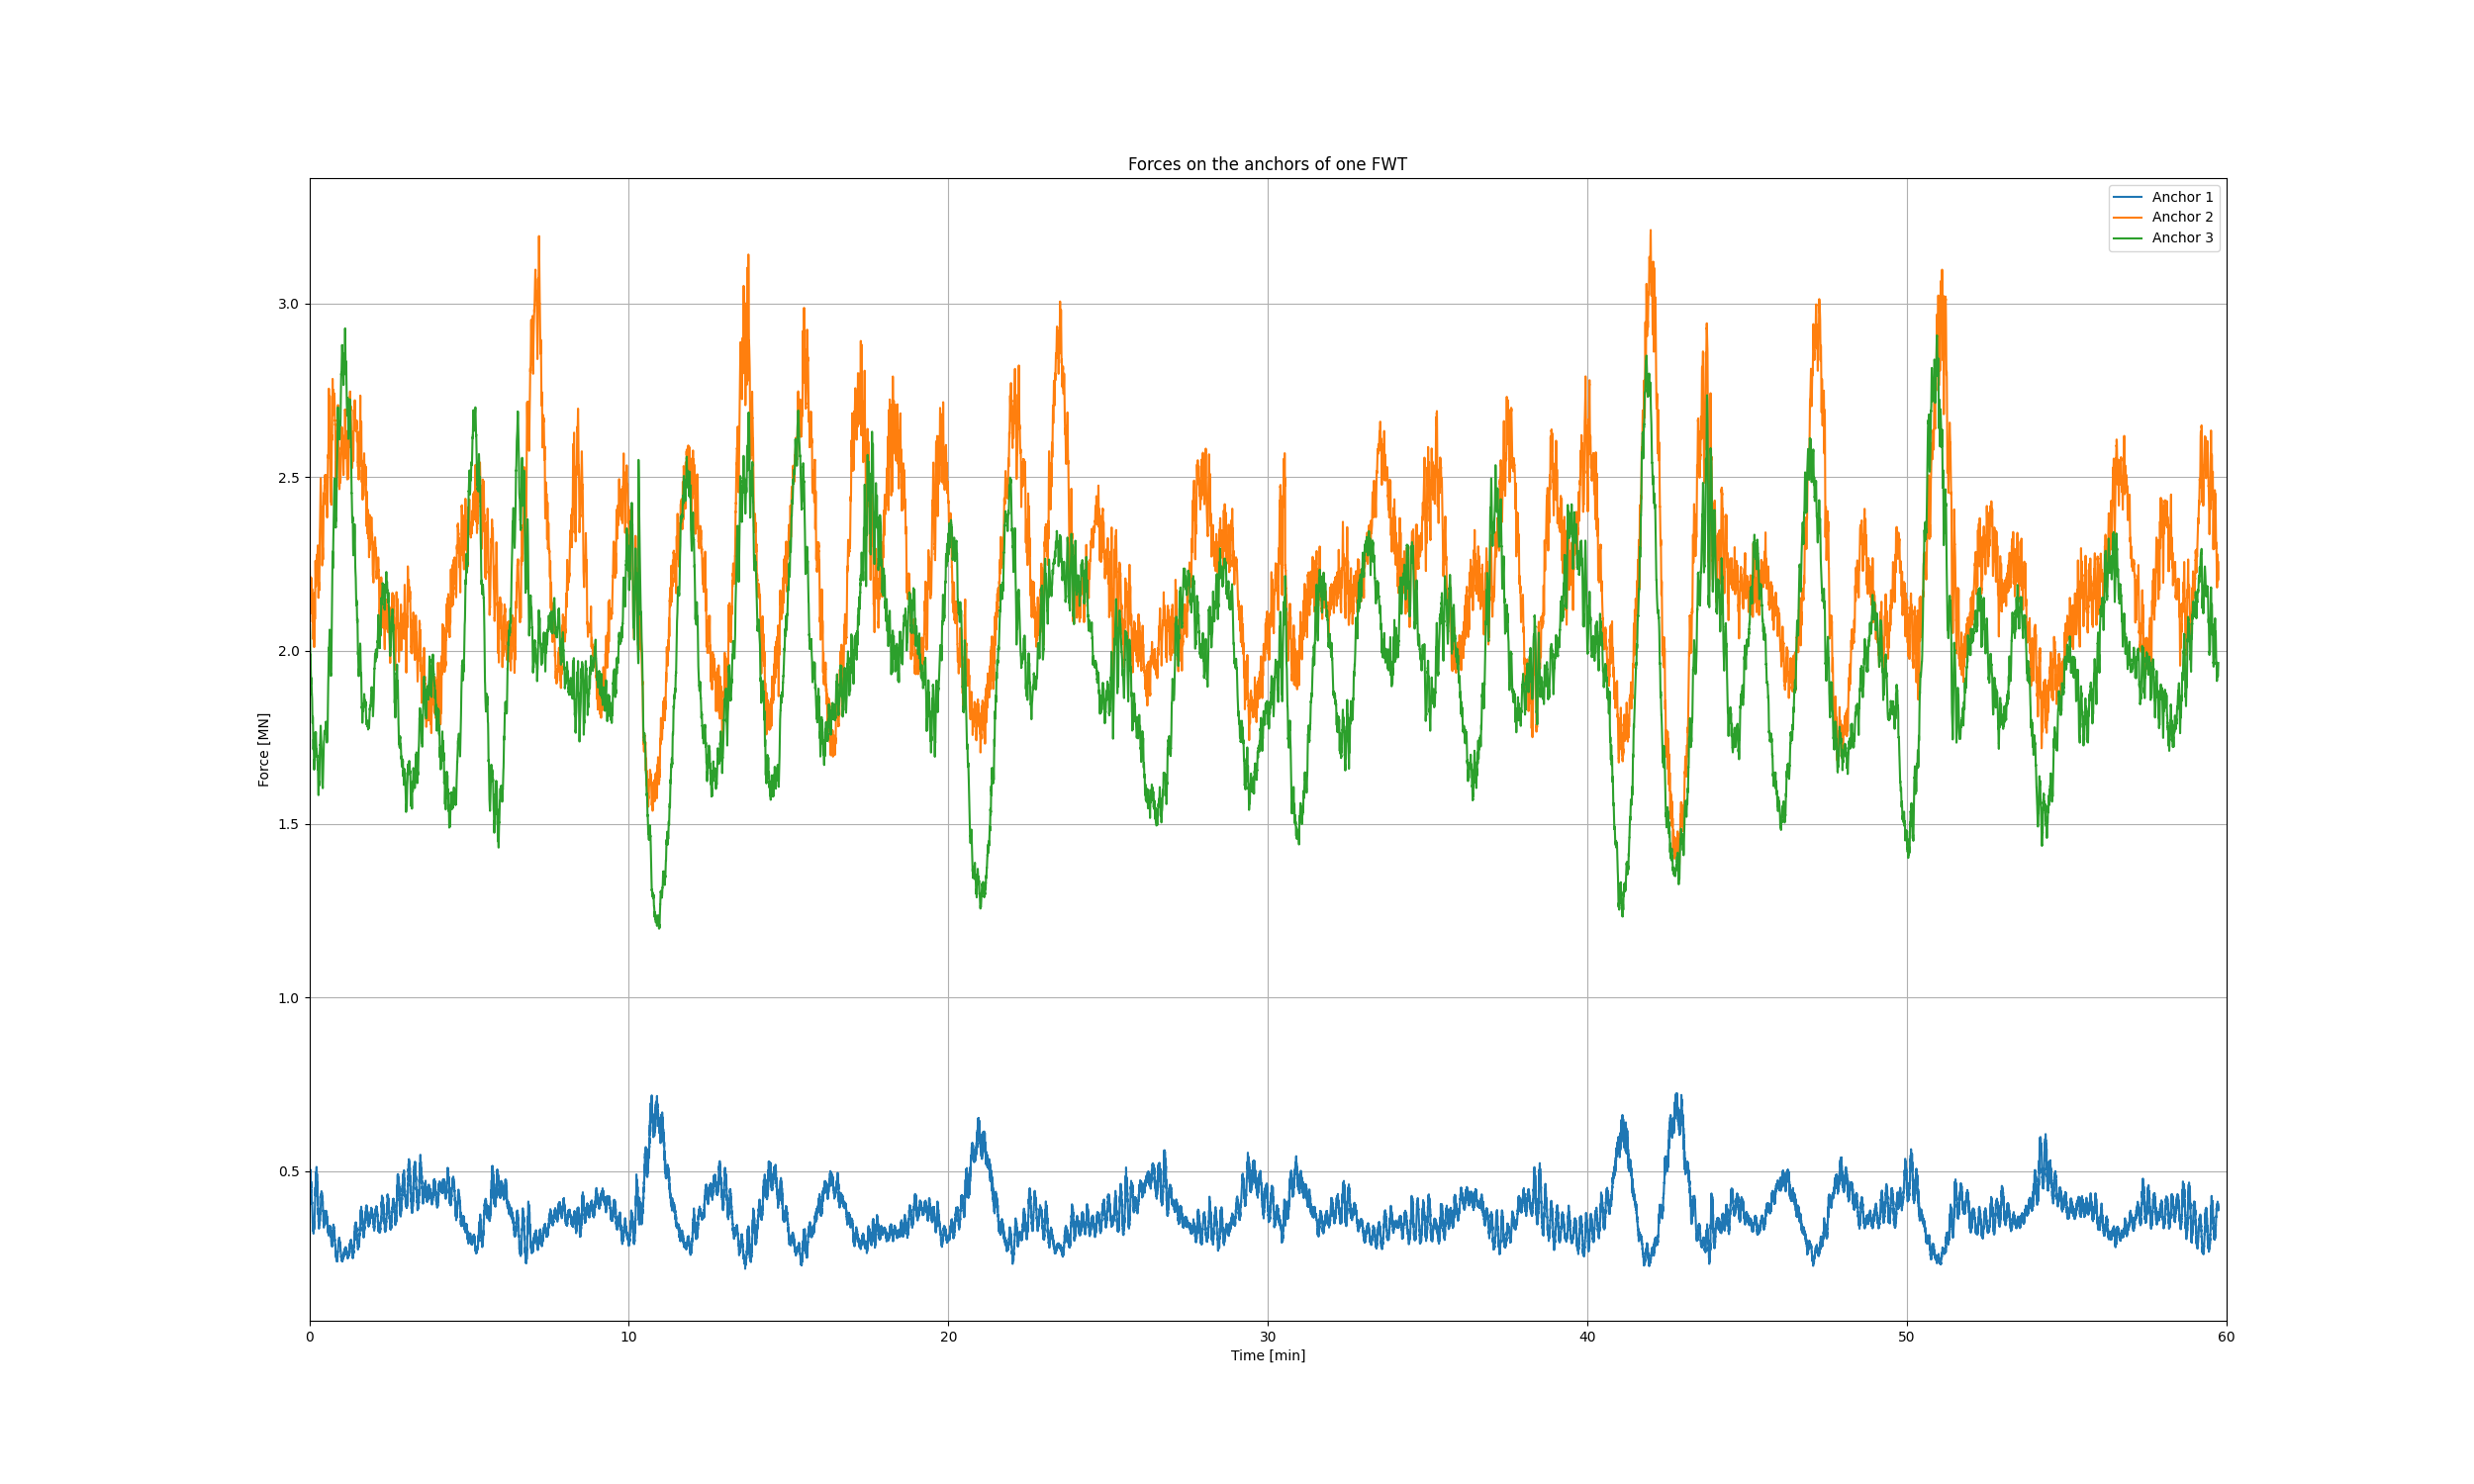 Forces on the anchors of one FWT
Anchor 1
Anchor 2
Anchor 3
3.0
2.5
2.0
1.5
1.0
0.5
Force [MN]
0 10 20 30 40 50 60
Time [min]